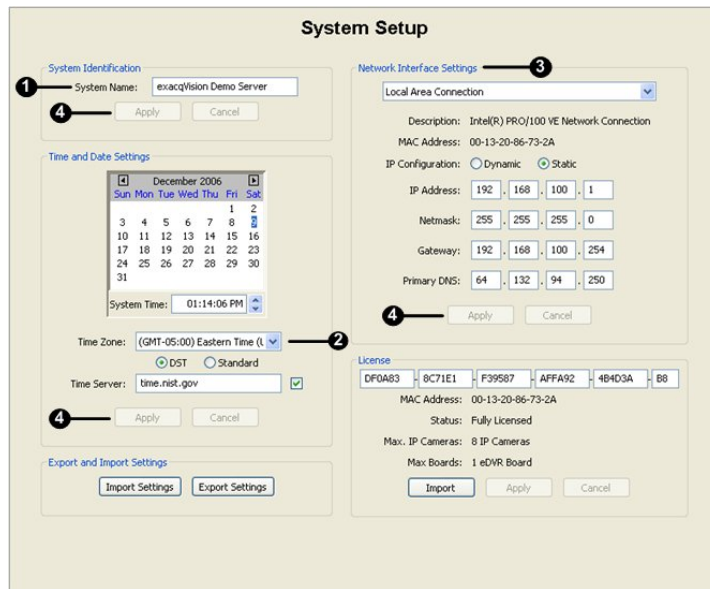 System Setup
System Identification
1 System Name: exacqVision Demo Server
4 Apply Cancel
Time and Date Settings
December 2006
Sun Mon Tue Wed Thu Fri Sat
1 2
3 4 5 6 7 8 9
10 11 12 13 14 15 16
17 18 19 20 21 22 23
24 25 26 27 28 29 30
31
System Time: 01:14:06 PM
Time Zone: (GMT-05:00) Eastern Time (L 2
DST Standard
Time Server: time.nist.gov
4 Apply Cancel
Export and Import Settings
Import Settings Export Settings
Network Interface Settings 3
Local Area Connection
Description: Intel(R) PRO/100 VE Network Connection
MAC Address: 00-13-20-86-73-2A
IP Configuration: Dynamic Static
IP Address: 192 . 168 . 100 . 1
Netmask: 255 . 255 . 255 . 0
Gateway: 192 . 168 . 100 . 254
Primary DNS: 64 . 132 . 94 . 250
4 Apply Cancel
License
DF0A83 - 8C71E1 - F39587 - AFFA92 - 4B4D3A - B8
MAC Address: 00-13-20-86-73-2A
Status: Fully Licensed
Max. IP Cameras: 8 IP Cameras
Max Boards: 1 eDVR Board
Import Apply Cancel